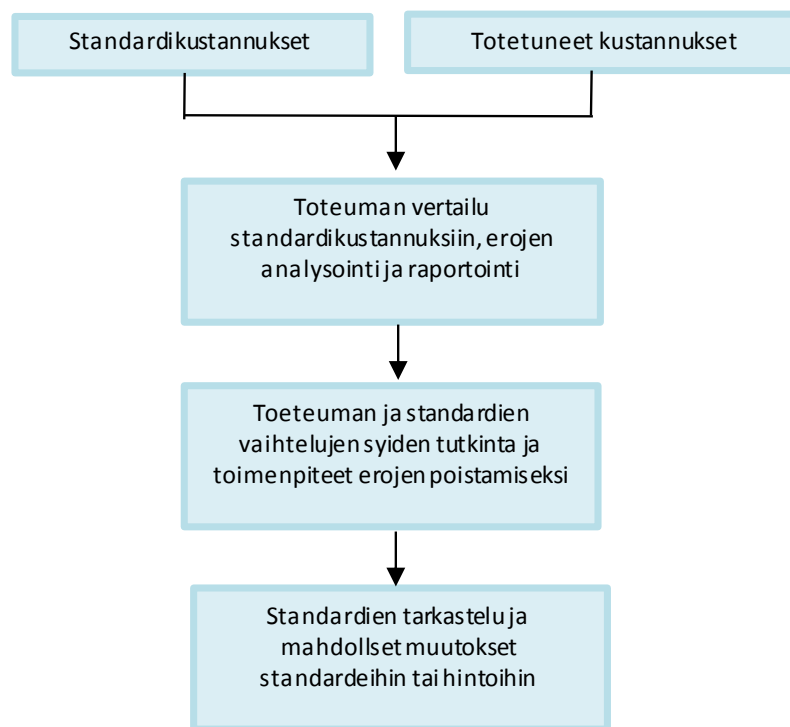 Standardikustannukset
Totetuneet kustannukset
Toteuman vertailu
standardikustannuksiin, erojen
analysointi ja raportointi
Toeteuman ja standardien
vaihtelujen syiden tutkinta ja
toimenpiteet erojen poistamiseksi
Standardien tarkastelu ja
mahdollset muutokset
standardeihin tai hintoihin